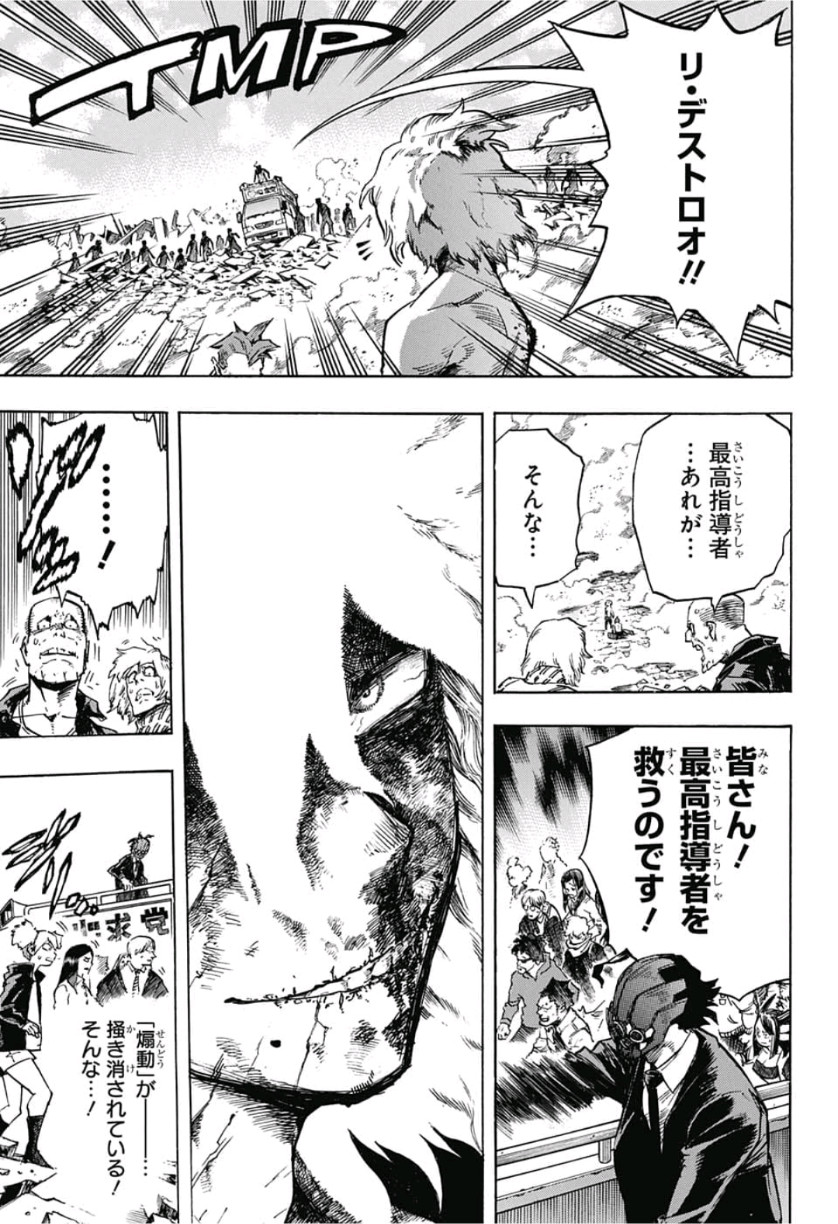 TMP
リ・デストロオ!!
最高指導者
…あれが…
そんな…
皆さん!
最高指導者を
救うのです!
……!
「煽動」が
――…
掻き消されている!
そんな…!
求党